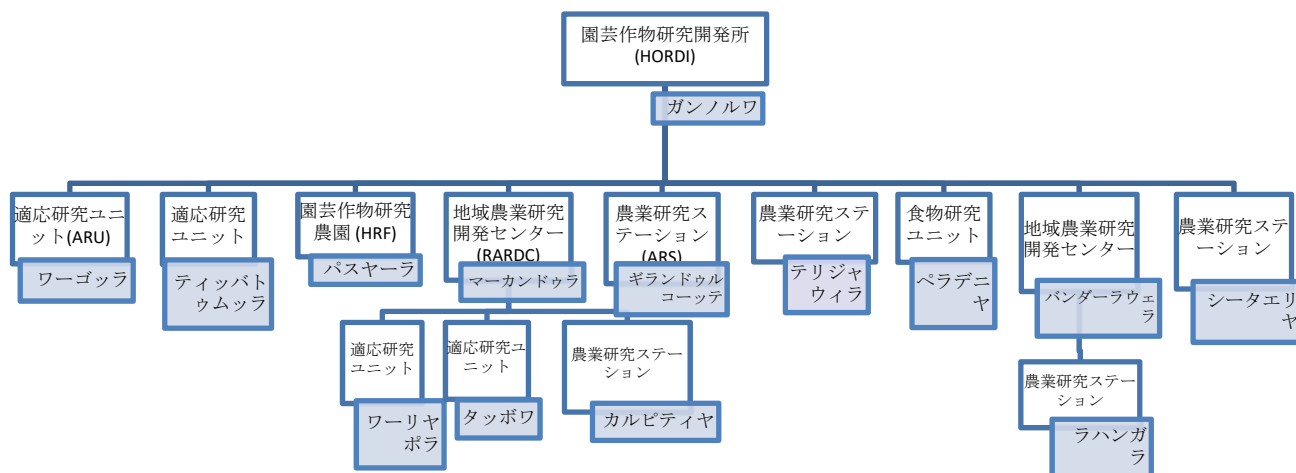 園芸作物研究開発所
(HORDI)
ガンノルワ
適応研究ユニ
ット(ARU)
ワーゴッラ
適応研究
ユニット
ティッバト
ゥムッラ
園芸作物研究
農園 (HRF)
パスヤーラ
地域農業研究
開発センター
(RARDC)
マーカンドゥラ
農業研究ス
テーション
(ARS)
ギランドゥル
コーッテ
農業研究ステ
ーション
テリジャ
ウィラ
食物研究
ユニット
ペラデニ
ヤ
地域農業研究
開発センター
バンダーラウェ
ラ
農業研究ステ
ーション
シータエリ
ヤ
適応研究
ユニット
ワーリヤ
ポラ
適応研究ユ
ニット
タッボワ
農業研究ステ
ーション
カルピティヤ
農業研究ステー
ション
ラハンガ
ラ